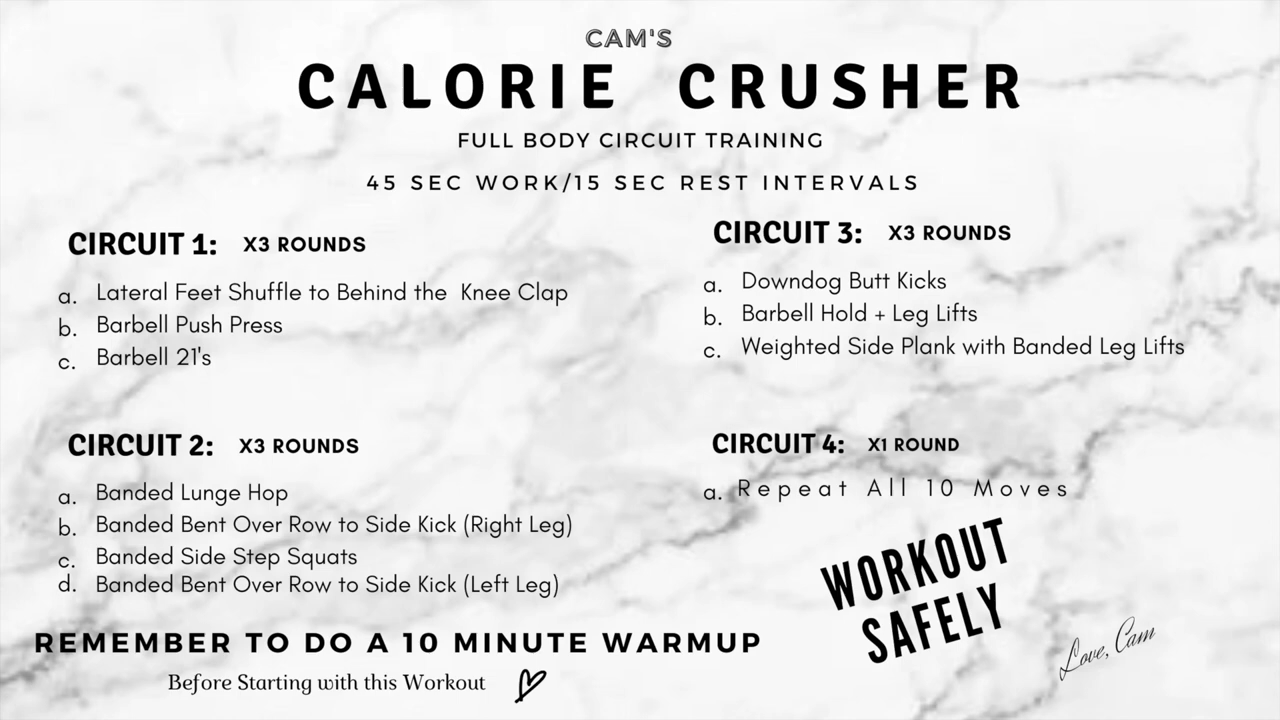 CAM'S
CALORIE CRUSHER
FULL BODY CIRCUIT TRAINING
45 SEC WORK/15 SEC REST INTERVALS
CIRCUIT 1: X3 ROUNDS
a. Lateral Feet Shuffle to Behind the Knee Clap
b. Barbell Push Press
c. Barbell 21's
CIRCUIT 2: X3 ROUNDS
a. Banded Lunge Hop
b. Banded Bent Over Row to Side Kick (Right Leg)
c. Banded Side Step Squats
d. Banded Bent Over Row to Side Kick (Left Leg)
CIRCUIT 3: X3 ROUNDS
a. Downdog Butt Kicks
b. Barbell Hold + Leg Lifts
c. Weighted Side Plank with Banded Leg Lifts
CIRCUIT 4: X1 ROUND
a. Repeat All 10 Moves
WORKOUT
SAFELY
Love, Cam
REMEMBER TO DO A 10 MINUTE WARMUP
Before Starting with this Workout